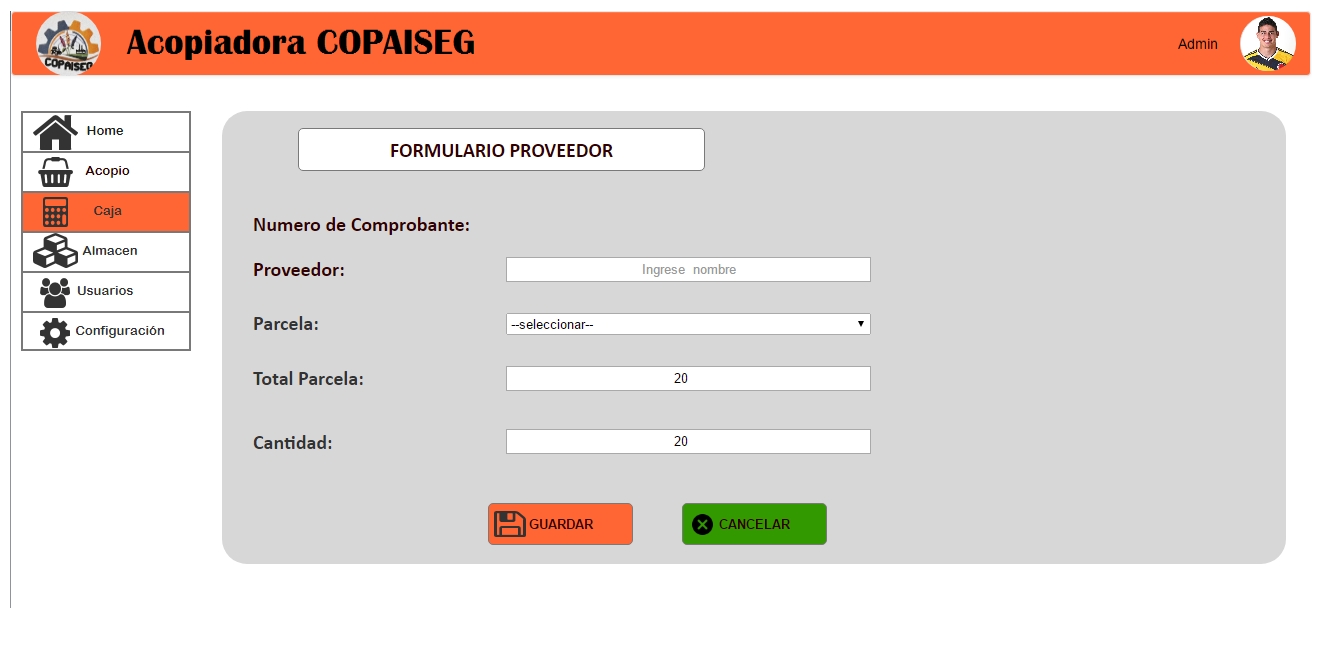 COPAISEG
Acopiadora COPAISEG
Admin
Home
Acopio
Caja
Almacen
Usuarios
Configuración
FORMULARIO PROVEEDOR
Numero de Comprobante:
Proveedor: Ingrese nombre
Parcela: --seleccionar--
Total Parcela: 20
Cantidad: 20
GUARDAR CANCELAR